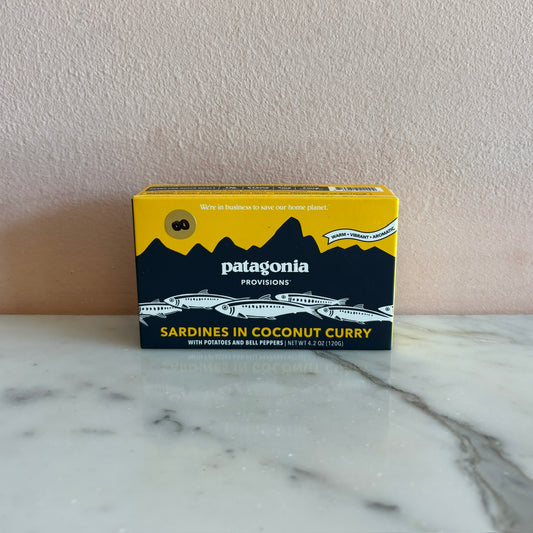 We're in business to save our home planet.™
WARM • VIBRANT • AROMATIC
patagonia
PROVISIONS®
SARDINES IN COCONUT CURRY
WITH POTATOES AND BELL PEPPERS | NET WT 4.2 OZ (120G)